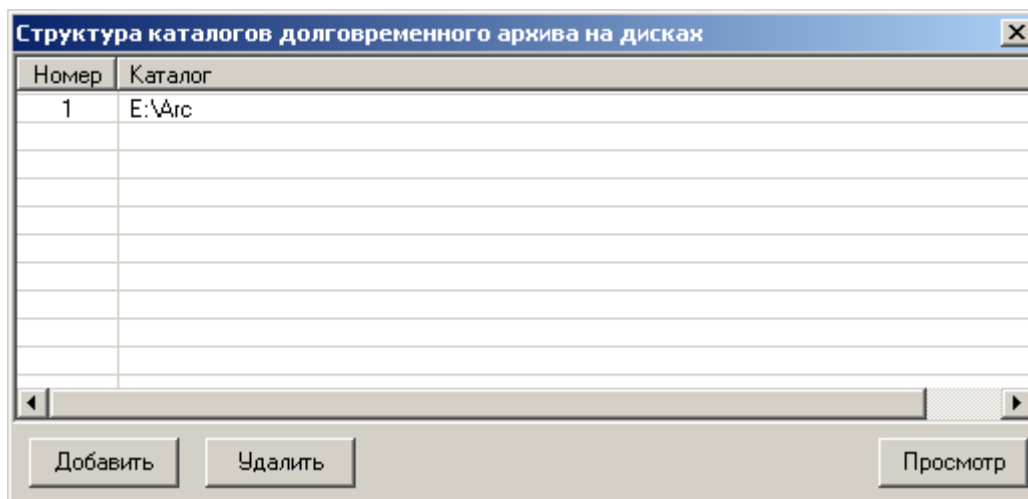 Структура каталогов долговременного архива на дисках
Номер Каталог
1 E:\Arc
Добавить Удалить Просмотр